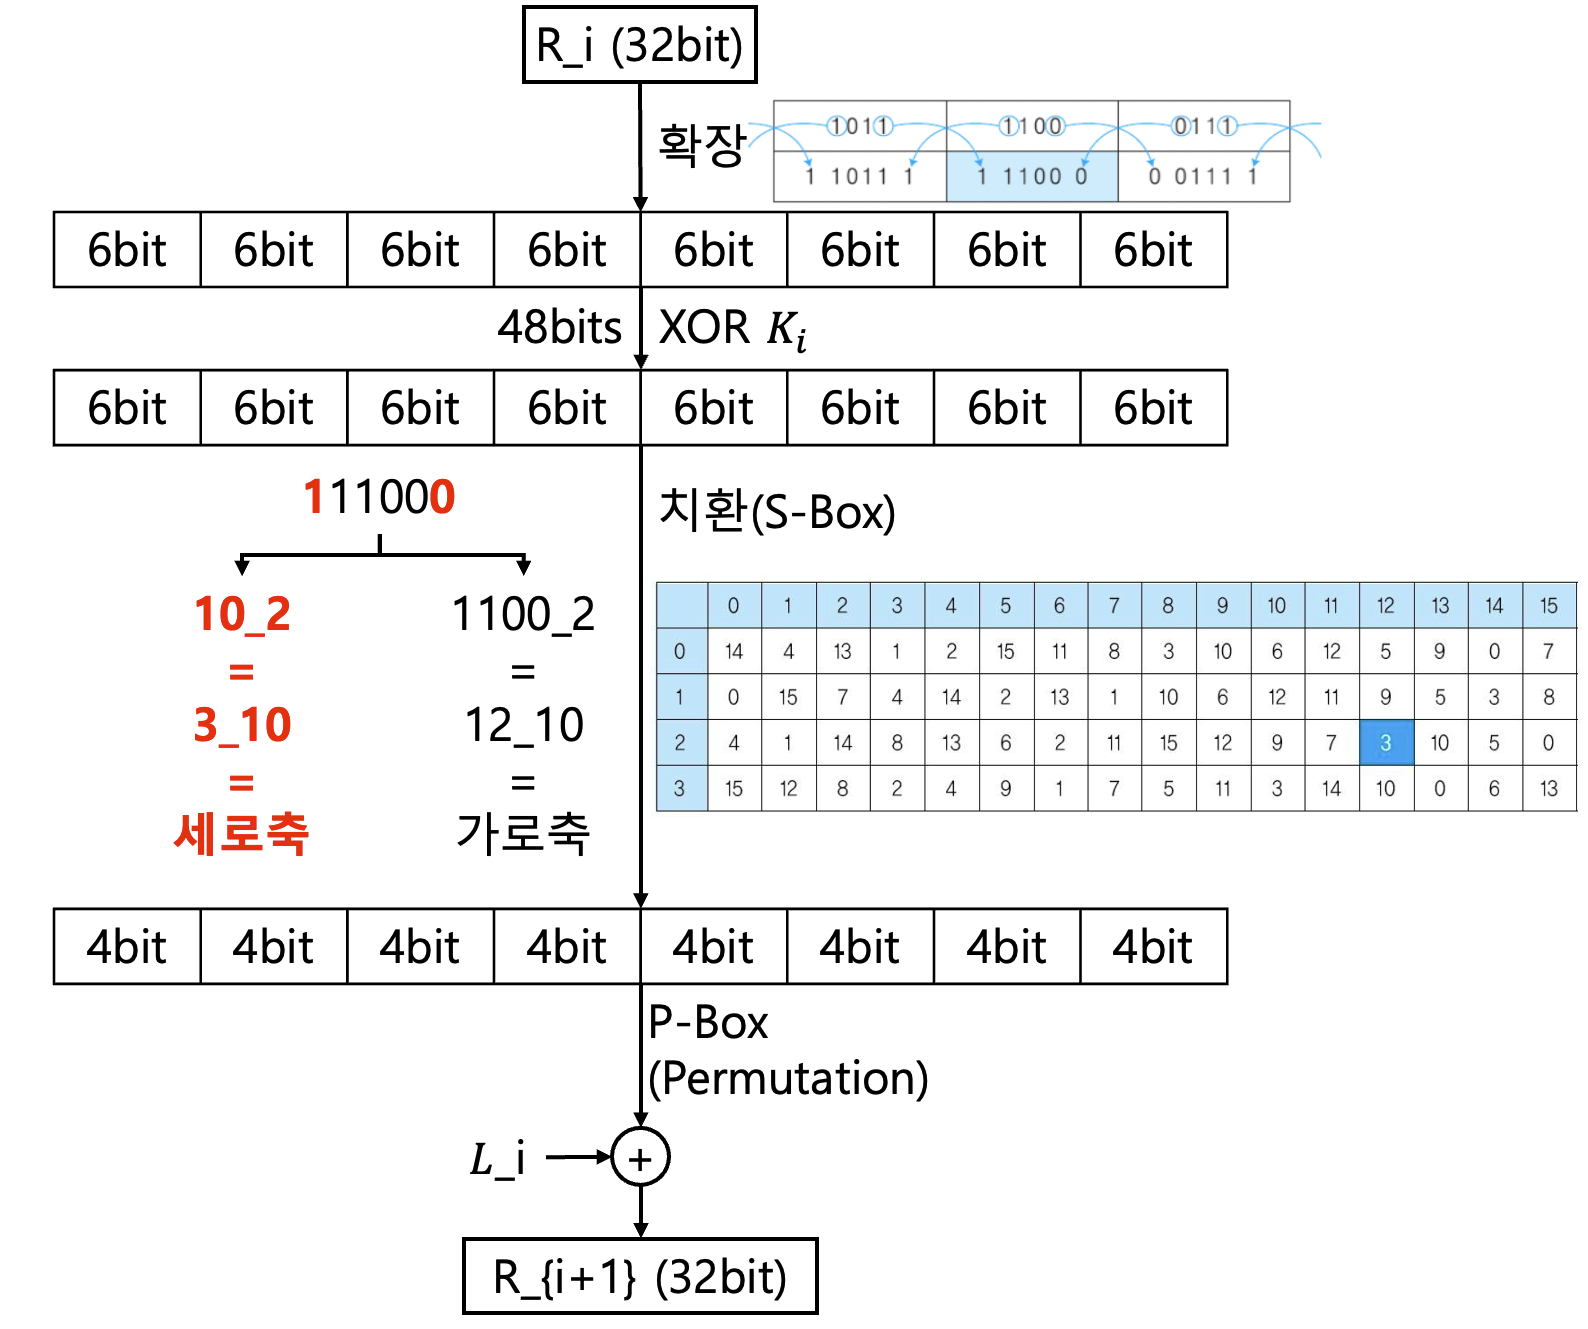 R_i (32bit)
확장
1011 1100 0111
1 1011 1 1 1100 0 0 0111 1
6bit 6bit 6bit 6bit 6bit 6bit 6bit 6bit
48bits XOR K_i
6bit 6bit 6bit 6bit 6bit 6bit 6bit 6bit
111000
치환(S-Box)
10_2 1100_2
= =
3_10 12_10
= =
세로축 가로축
0 1 2 3 4 5 6 7 8 9 10 11 12 13 14 15
0 14 4 13 1 2 15 11 8 3 10 6 12 5 9 0 7
1 0 15 7 4 14 2 13 1 10 6 12 11 9 5 3 8
2 4 1 14 8 13 6 2 11 15 12 9 7 3 10 5 0
3 15 12 8 2 4 9 1 7 5 11 3 14 10 0 6 13
4bit 4bit 4bit 4bit 4bit 4bit 4bit 4bit
P-Box
(Permutation)
L_i +
R_{i+1} (32bit)